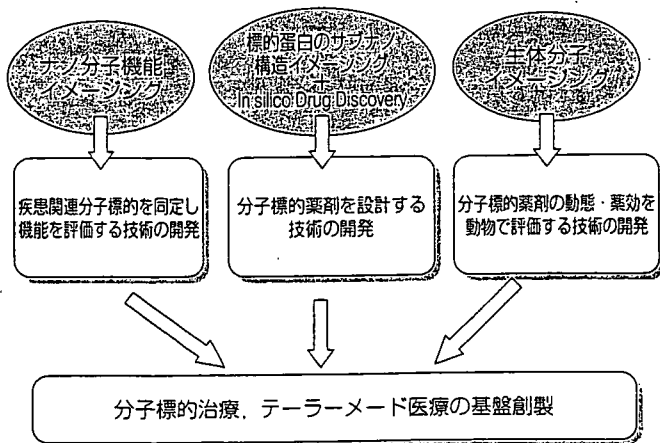 ナノ分子機能
イメージング
標的蛋白のサブナノ
構造イメージング
+
In silico Drug Discovery
生体分子
イメージング
疾患関連分子標的を同定し
機能を評価する技術の開発
分子標的薬剤を設計する
技術の開発
分子標的薬剤の動態・薬効を
動物で評価する技術の開発
分子標的治療，テーラーメード医療の基盤創製